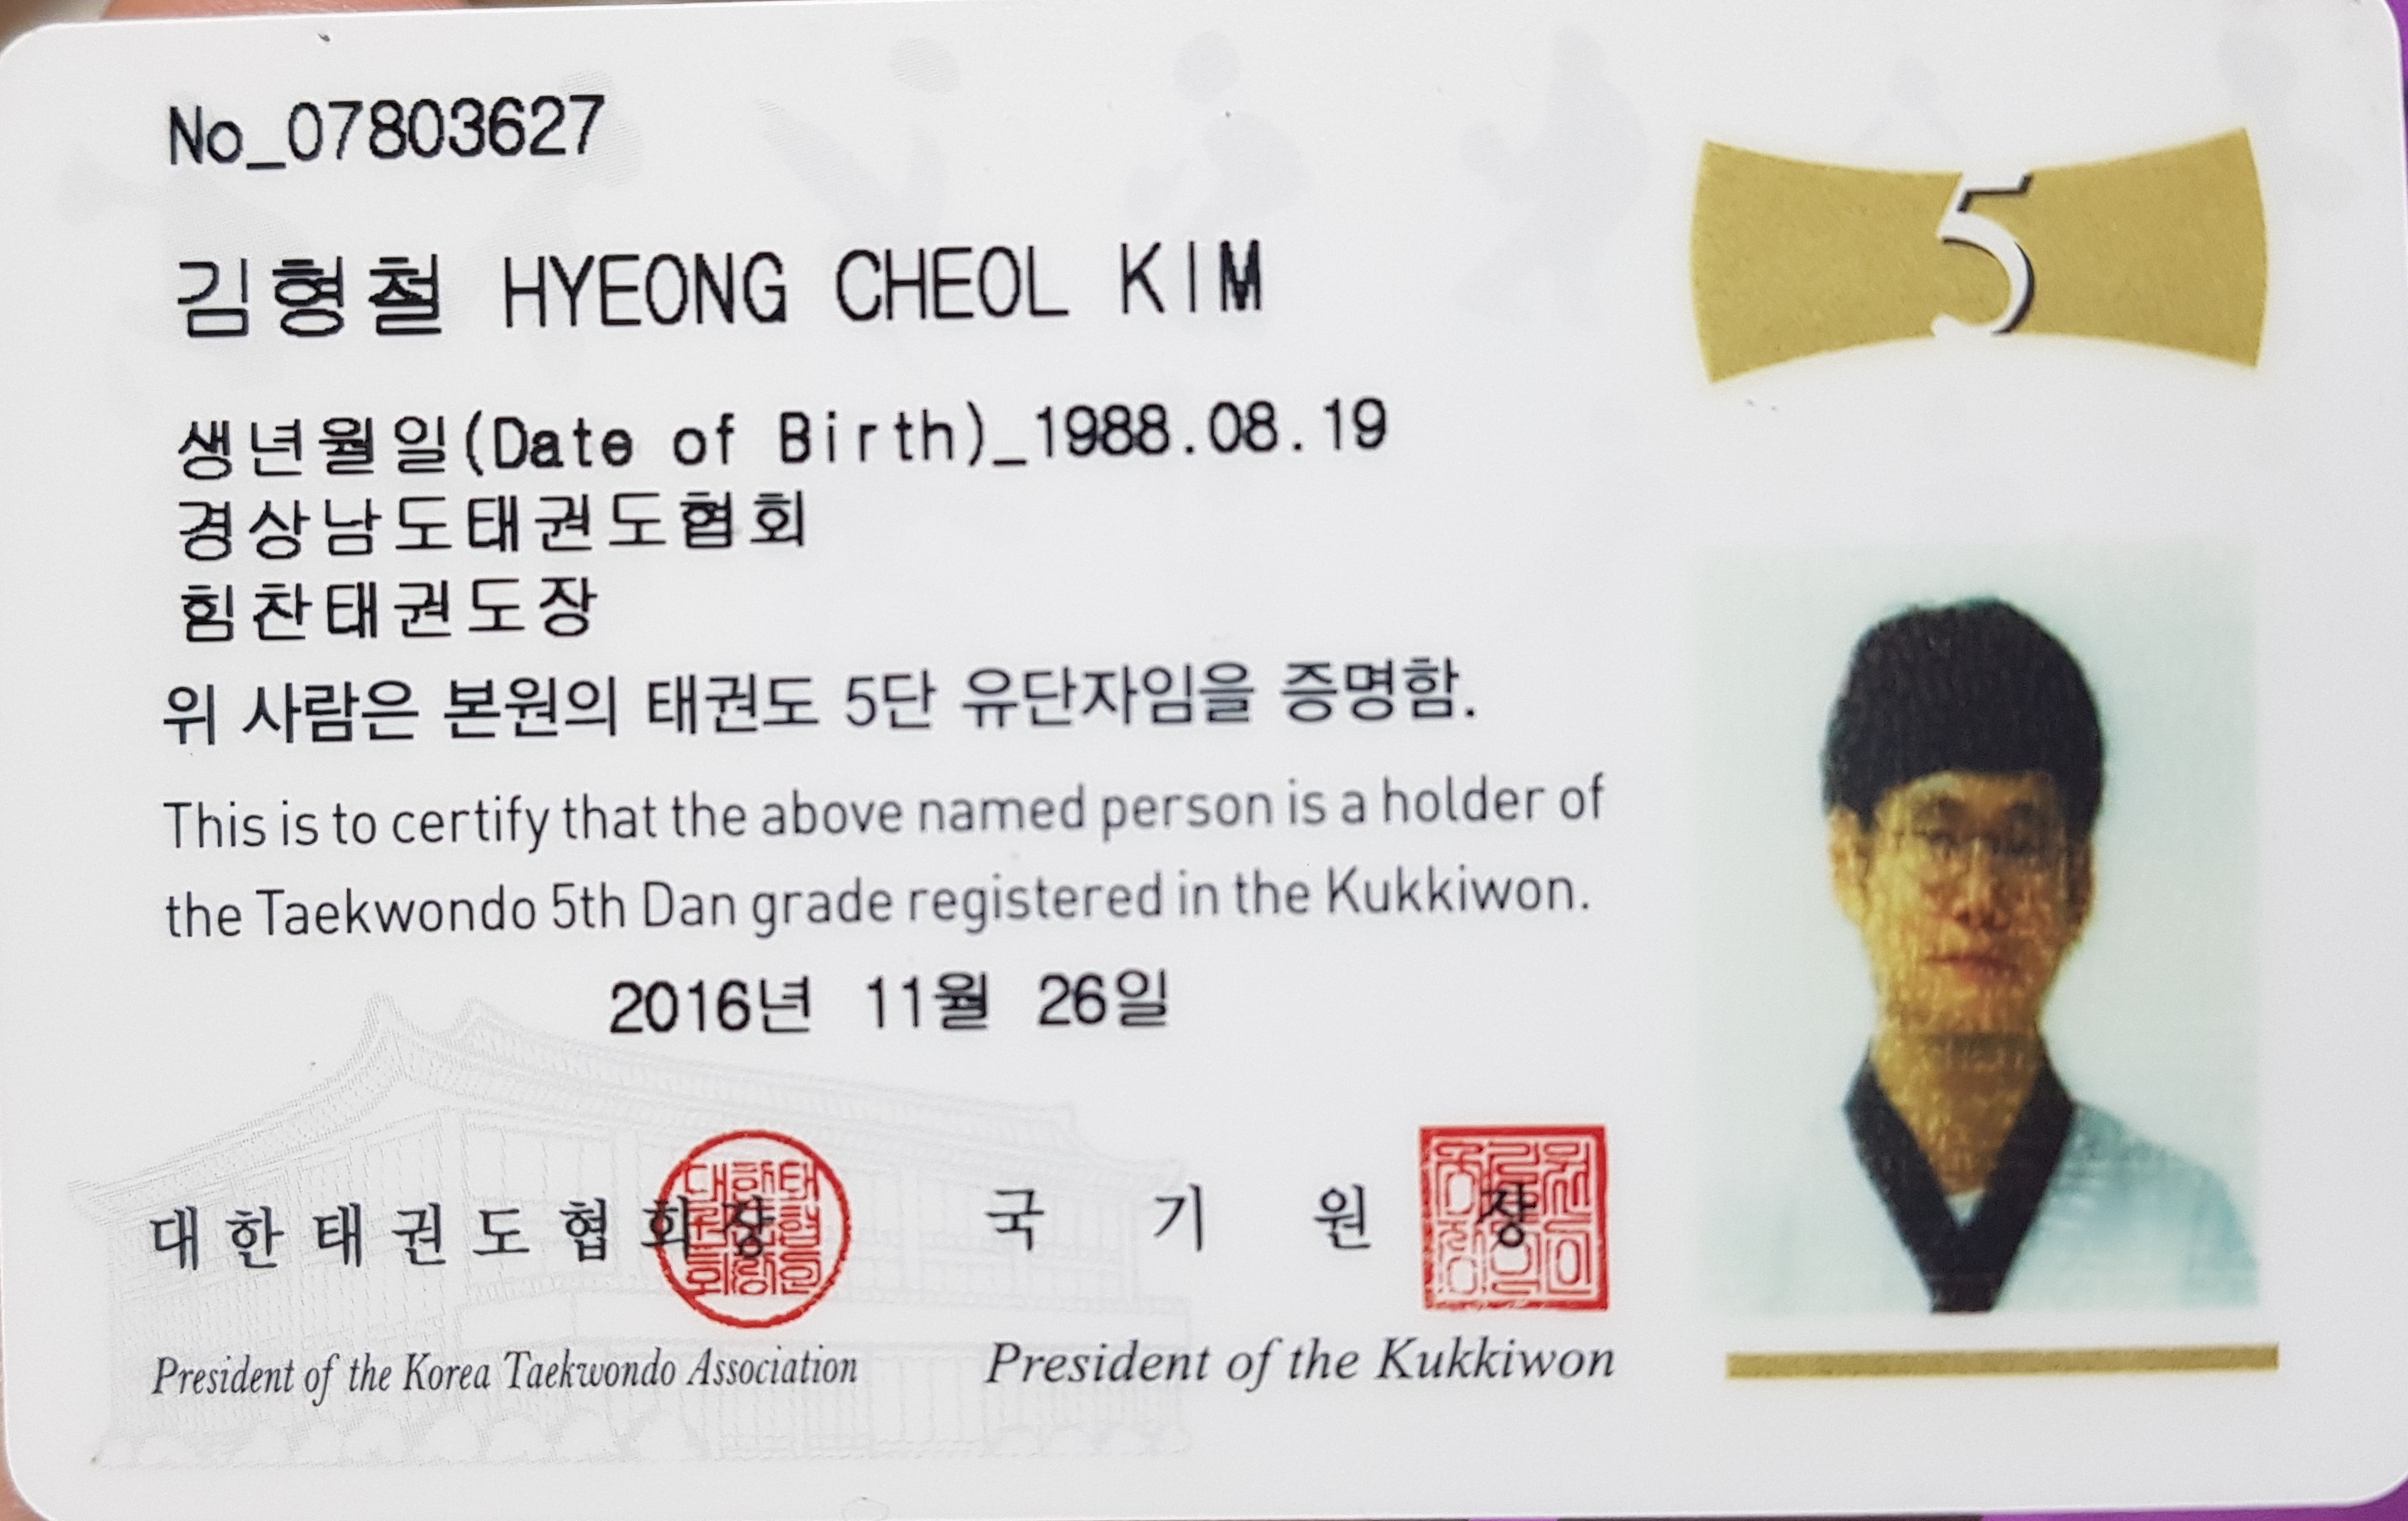 No_07803627
5
김형철 HYEONG CHEOL KIM
생년월일(Date of Birth)_1988.08.19
경상남도태권도협회
힘찬태권도장
위 사람은 본원의 태권도 5단 유단자임을 증명함.
This is to certify that the above named person is a holder of
the Taekwondo 5th Dan grade registered in the Kukkiwon.
2016년 11월 26일
대한태권도협회장 국기원장
President of the Korea Taekwondo Association President of the Kukkiwon